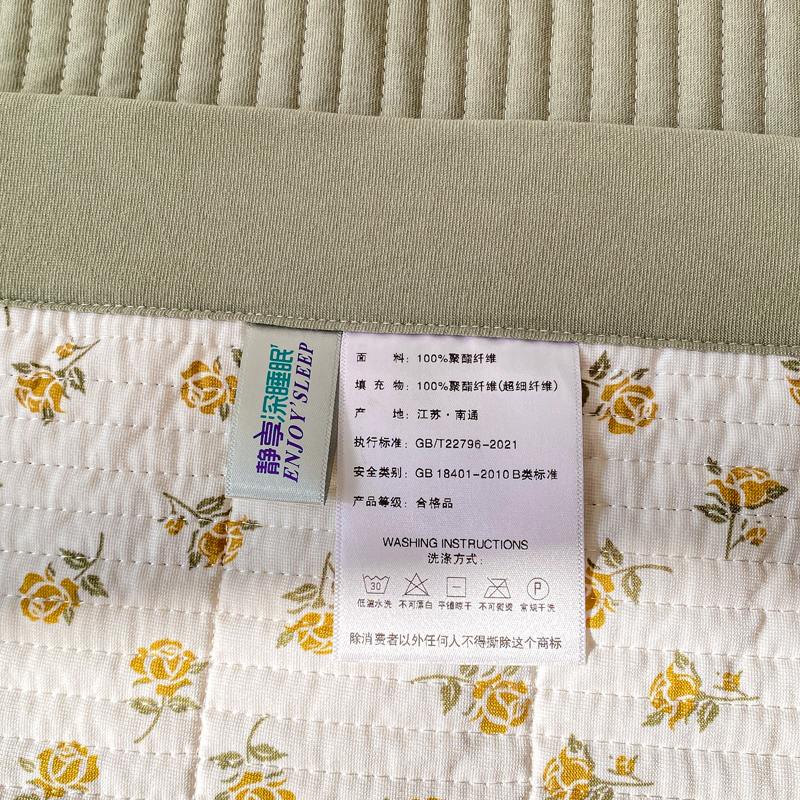 静享深睡眠
ENJOY'SLEEP
面 料: 100%聚酯纤维
填 充 物: 100%聚酯纤维(超细纤维)
产 地: 江苏·南通
执行标准: GB/T22796-2021
安全类别: GB 18401-2010 B类标准
产品等级: 合格品
WASHING INSTRUCTIONS
洗涤方式:
30 P
低温水洗 不可漂白 平铺晾干 不可熨烫 常规干洗
除消费者以外任何人不得撕除这个商标